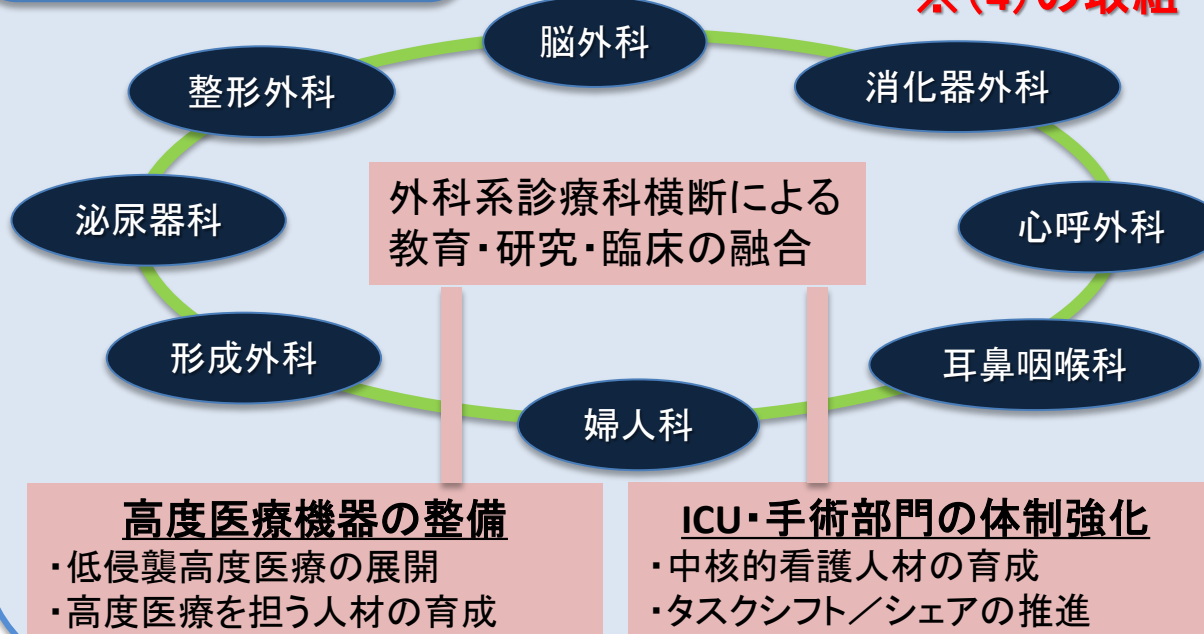 ※(4)の取組
脳外科
整形外科
消化器外科
泌尿器科
心呼外科
外科系診療科横断による
教育・研究・臨床の融合
形成外科
耳鼻咽喉科
婦人科
高度医療機器の整備
・低侵襲高度医療の展開
・高度医療を担う人材の育成
ICU・手術部門の体制強化
・中核的看護人材の育成
・タスクシフト／シェアの推進